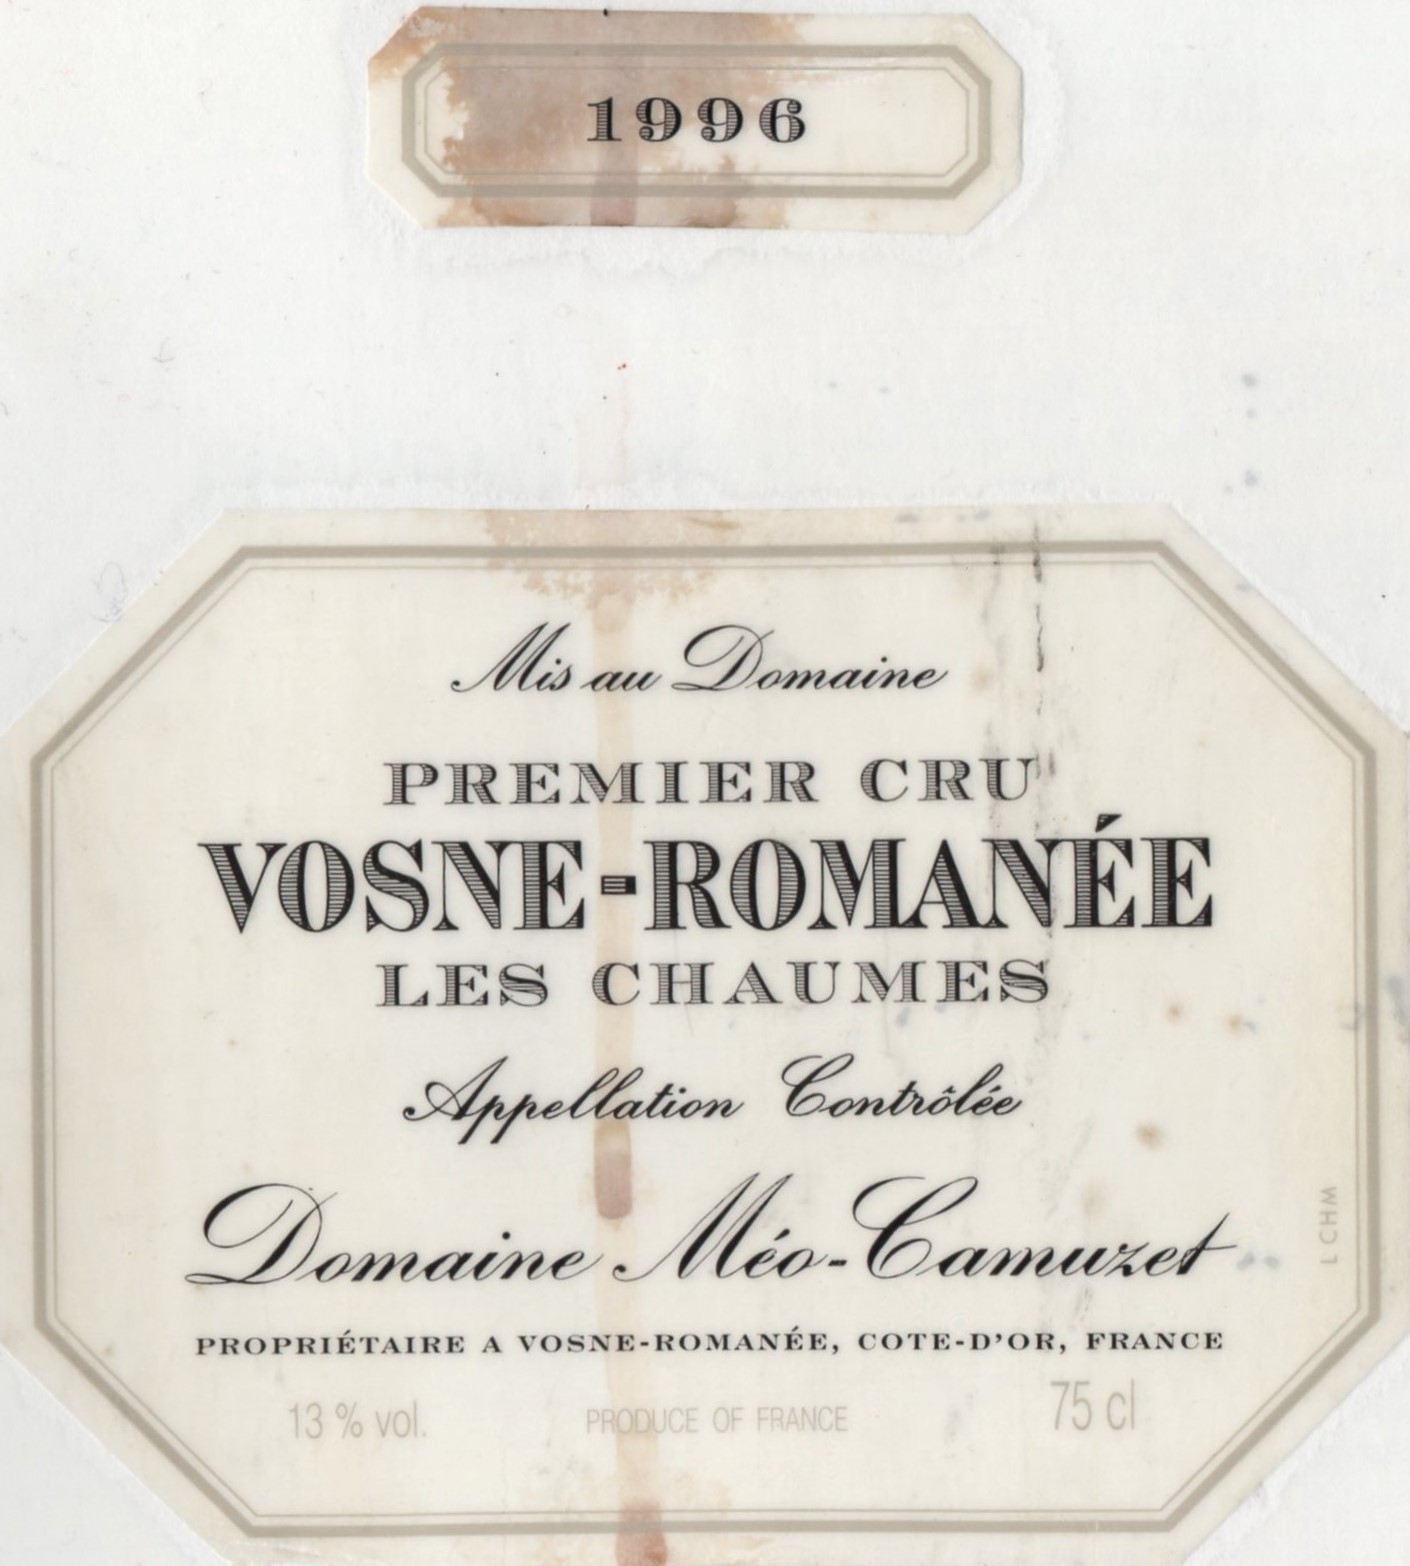 1996
Mis au Domaine
PREMIER CRU
VOSNE-ROMANÉE
LES CHAUMES
Appellation Contrôlée
Domaine Méo-Camuzet
PROPRIÉTAIRE A VOSNE-ROMANÉE, COTE-D'OR, FRANCE
13 % vol.
PRODUCE OF FRANCE
75 cl
L CHM